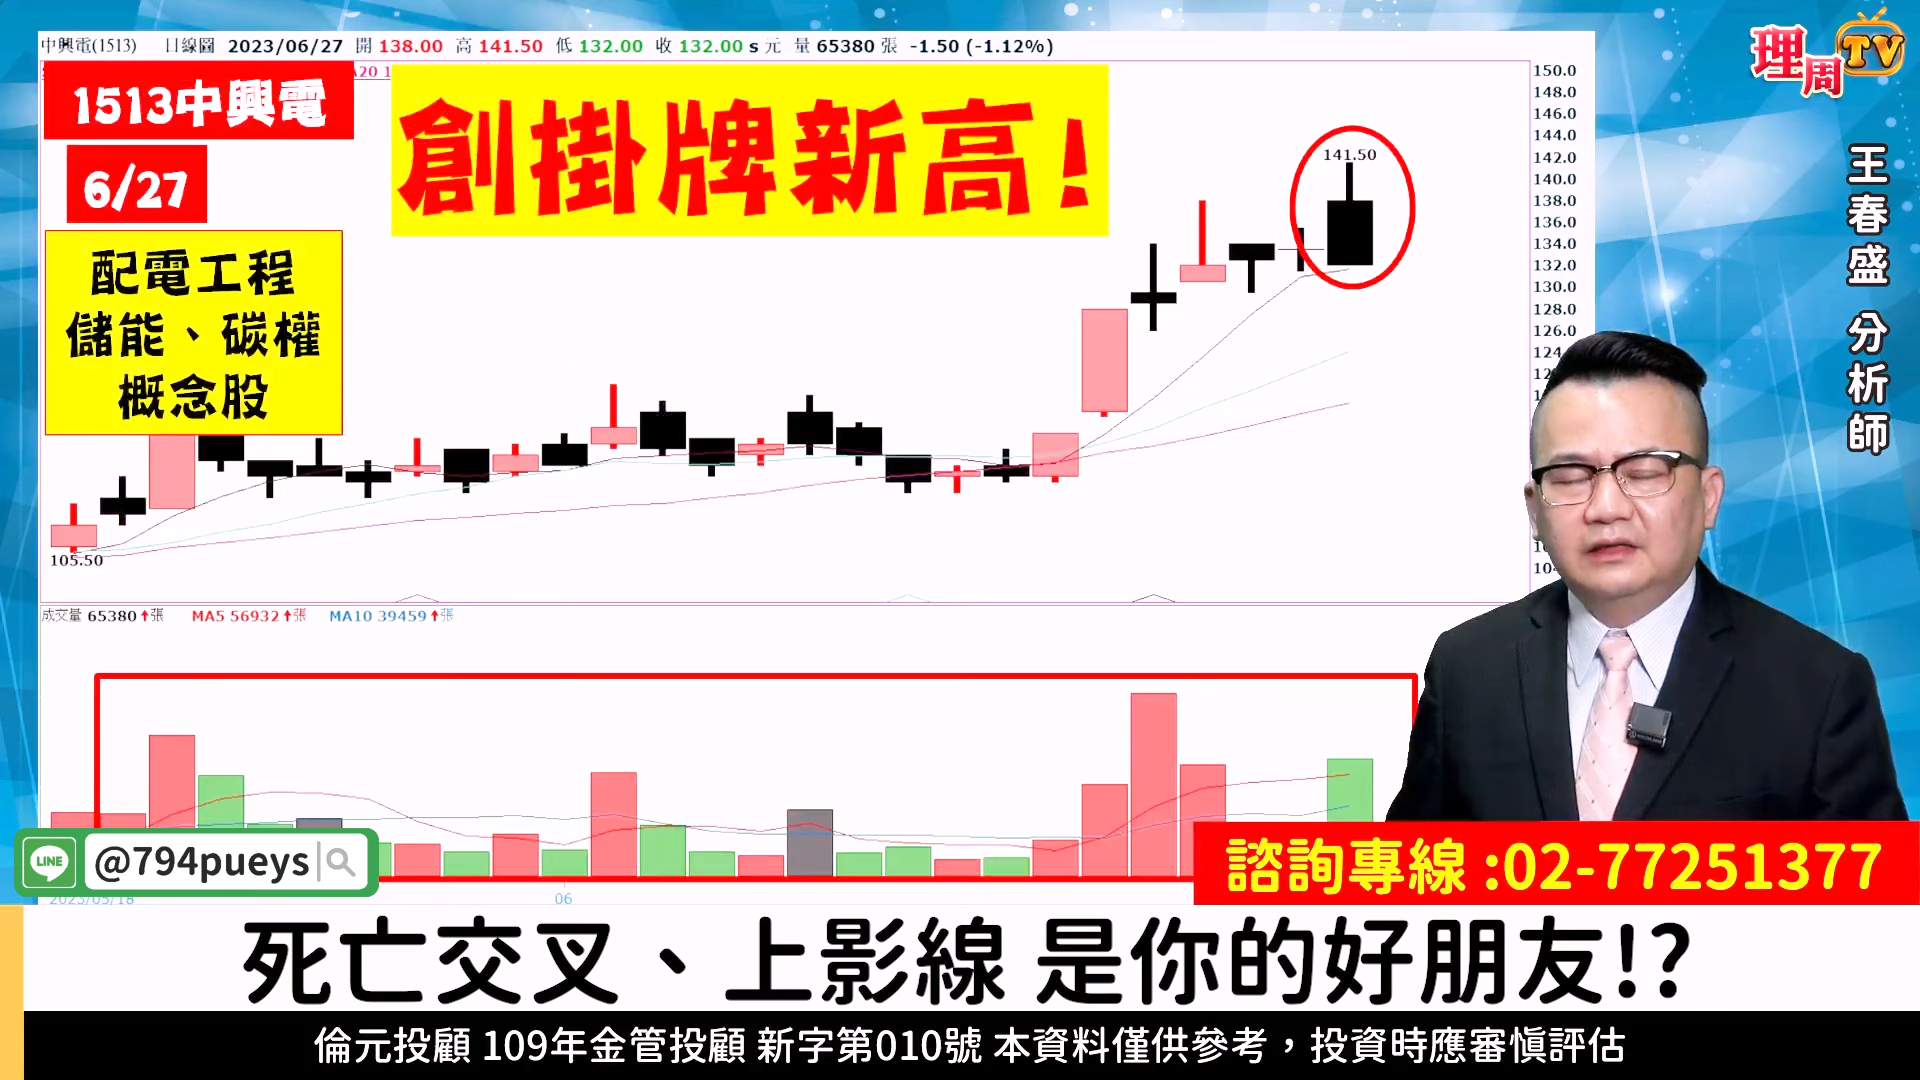 中興電(1513) 日線圖 2023/06/27 開 138.00 高 141.50 低 132.00 收 132.00 s 元 量 65380 張 -1.50 (-1.12%)
1513中興電
6/27
配電工程
儲能、碳權
概念股
創掛牌新高!
141.50
105.50
150.0
148.0
146.0
144.0
142.0
140.0
138.0
136.0
134.0
132.0
130.0
128.0
126.0
成交量 65380 張 MA5 56932 張 MA10 39459 張
理周TV
王春盛 分析師
LINE @794pueys
2023/05/18
06
諮詢專線 :02-77251377
死亡交叉、上影線 是你的好朋友!?
倫元投顧 109年金管投顧 新字第010號 本資料僅供參考，投資時應審慎評估